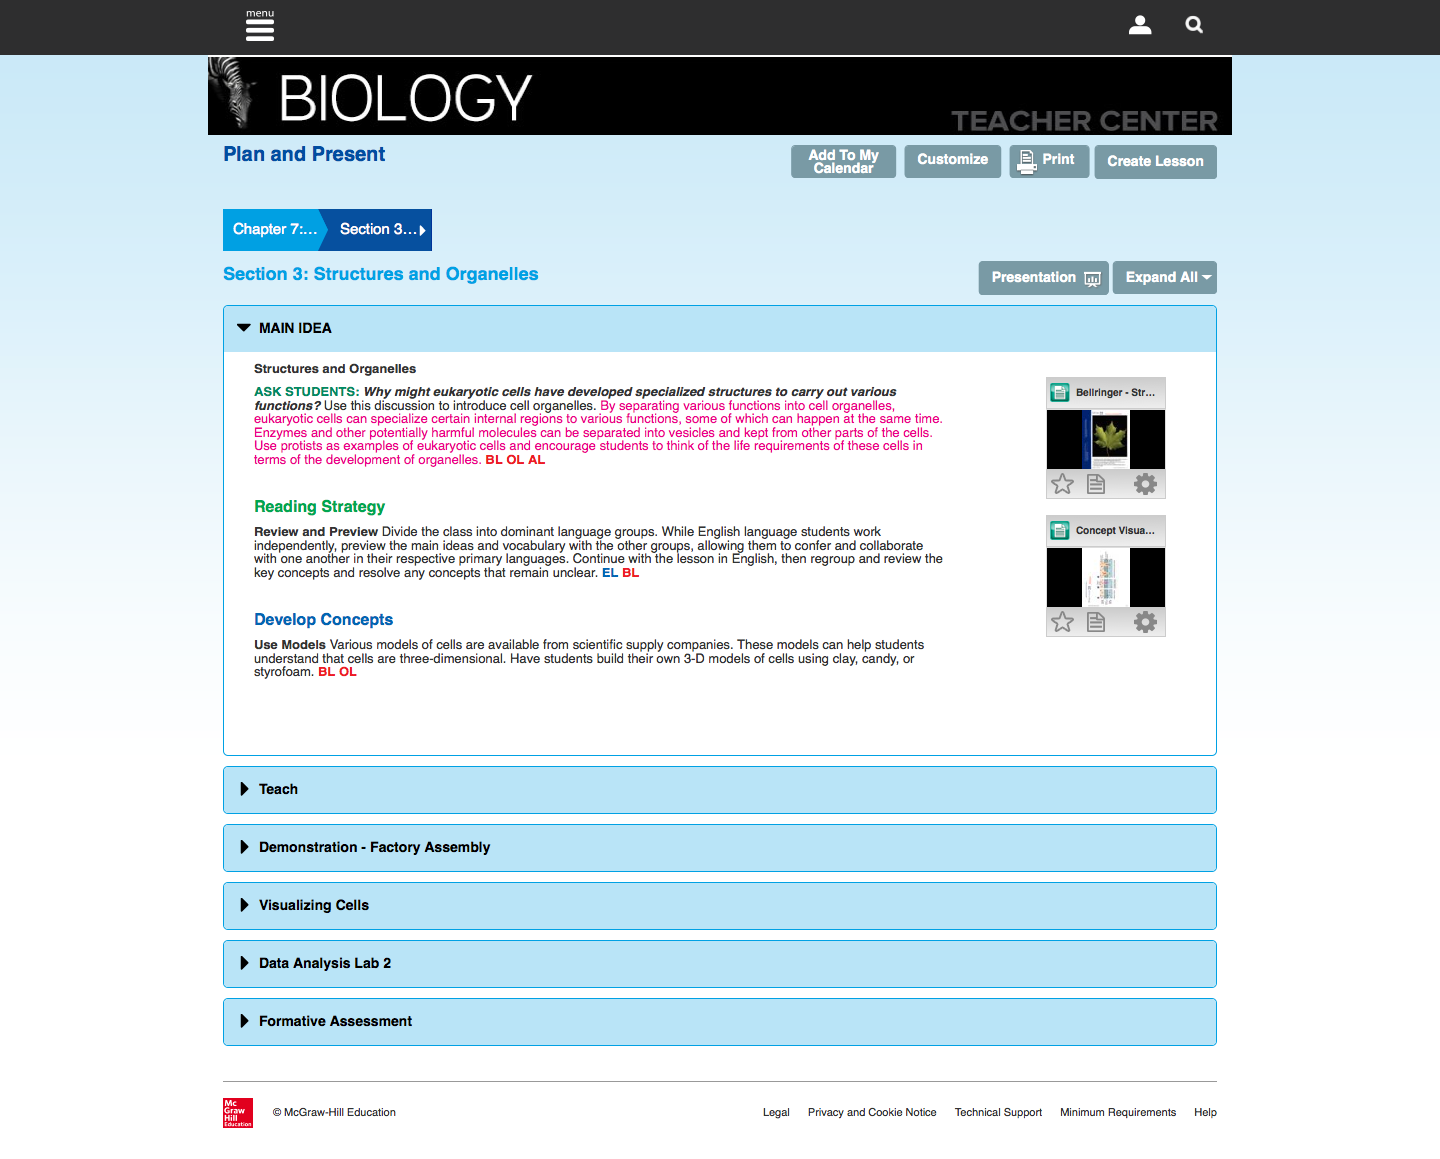 menu
BIOLOGY
TEACHER CENTER
Plan and Present
Add To My
Calendar
Customize
Print
Create Lesson
Chapter 7:...
Section 3...
Section 3: Structures and Organelles
Presentation
Expand All
MAIN IDEA
Structures and Organelles
ASK STUDENTS: Why might eukaryotic cells have developed specialized structures to carry out various
functions? Use this discussion to introduce cell organelles. By separating various functions into cell organelles,
eukaryotic cells can specialize certain internal regions to various functions, some of which can happen at the same time.
Enzymes and other potentially harmful molecules can be separated into vesicles and kept from other parts of the cells.
Use protists as examples of eukaryotic cells and encourage students to think of the life requirements of these cells in
terms of the development of organelles. BL OL AL
Bellringer - Str...
Reading Strategy
Review and Preview Divide the class into dominant language groups. While English language students work
independently, preview the main ideas and vocabulary with the other groups, allowing them to confer and collaborate
with one another in their respective primary languages. Continue with the lesson in English, then regroup and review the
key concepts and resolve any concepts that remain unclear. EL BL
Concept Visua...
Develop Concepts
Use Models Various models of cells are available from scientific supply companies. These models can help students
understand that cells are three-dimensional. Have students build their own 3-D models of cells using clay, candy, or
styrofoam. BL OL
Teach
Demonstration - Factory Assembly
Visualizing Cells
Data Analysis Lab 2
Formative Assessment
Mc
Graw
Hill
Education
© McGraw-Hill Education
Legal
Privacy and Cookie Notice
Technical Support
Minimum Requirements
Help